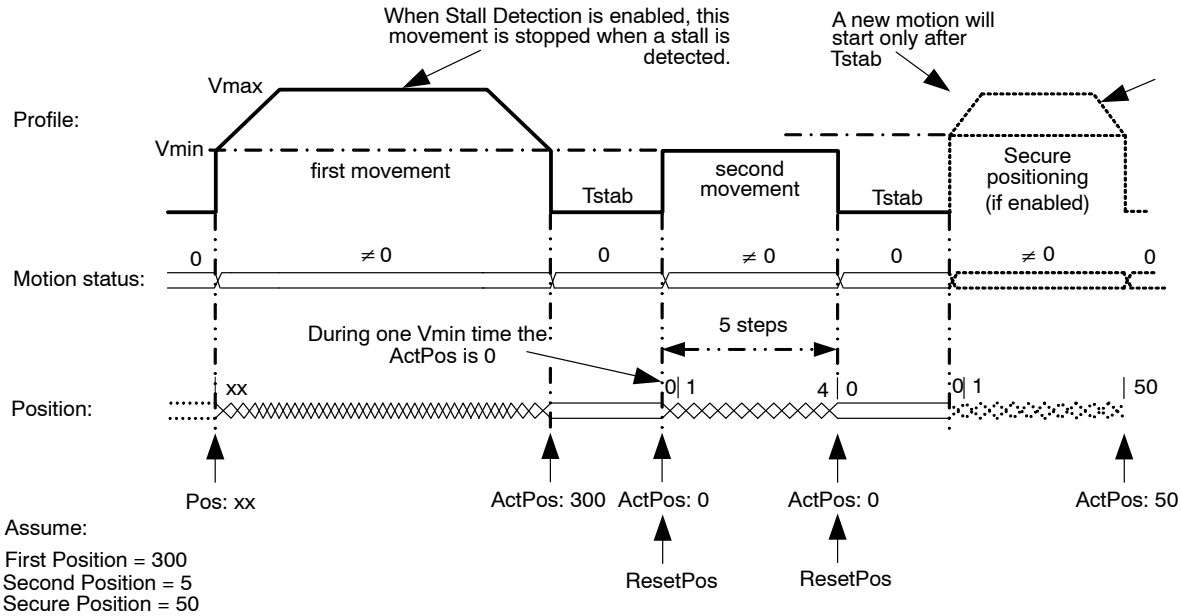 When Stall Detection is enabled, this
movement is stopped when a stall is
detected.
A new motion will
start only after
Tstab
Vmax
Profile:
Vmin
first movement
Tstab
second
movement
Tstab
Secure
positioning
(if enabled)
Motion status:
0
≠ 0
0
≠ 0
0
≠ 0
0
During one Vmin time the
ActPos is 0
5 steps
Position:
xx
0 1
4 0
0 1
50
Pos: xx
ActPos: 300
ActPos: 0
ActPos: 0
ActPos: 50
Assume:
First Position = 300
Second Position = 5
Secure Position = 50
ResetPos
ResetPos